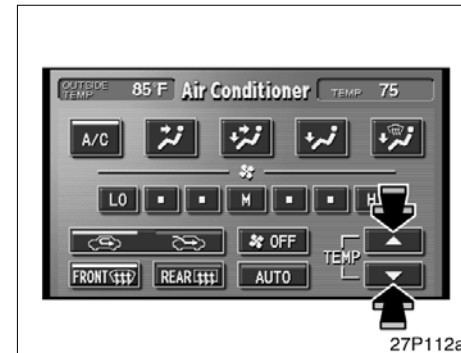 OUTSIDE TEMP 85°F Air Conditioner TEMP 75
A/C
LO M H
OFF
TEMP
FRONT REAR AUTO
27P112a